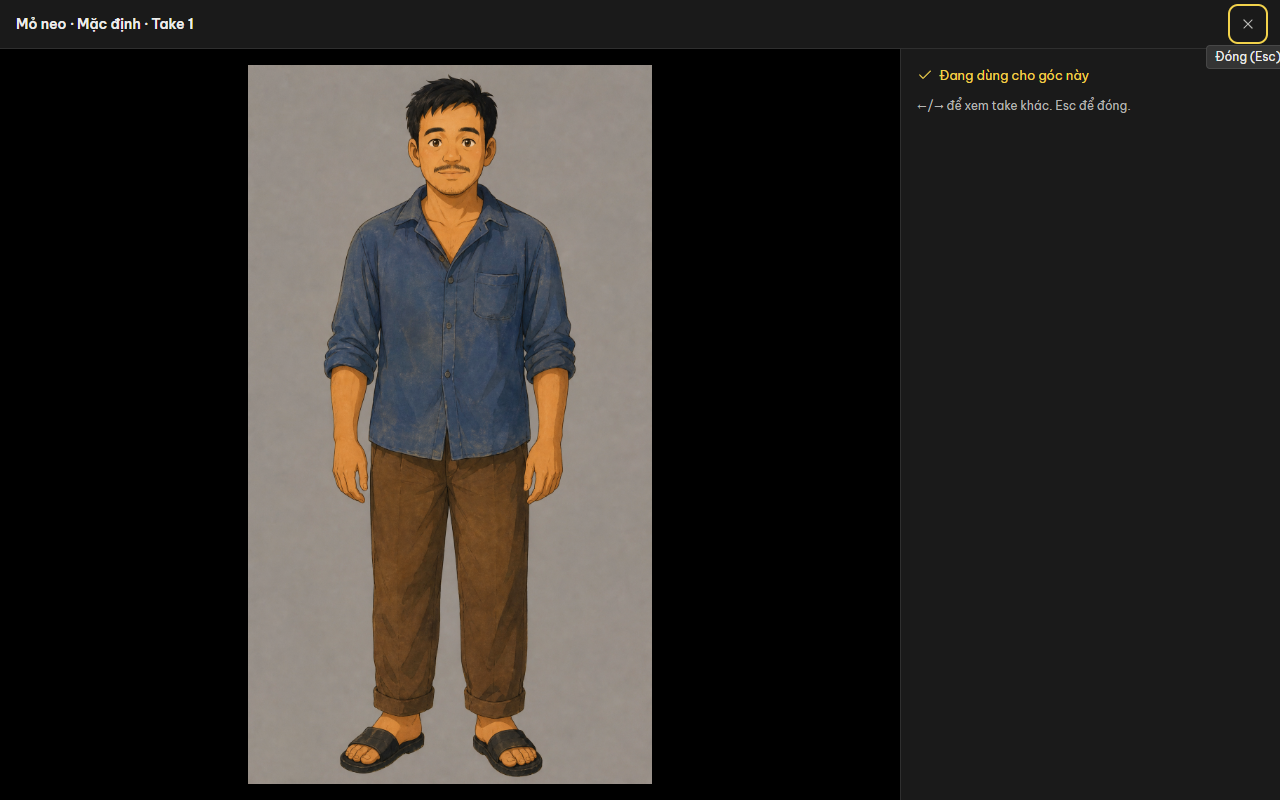 Mỏ neo · Mặc định · Take 1
Đóng (Esc)
Đang dùng cho góc này
←/→ để xem take khác. Esc để đóng.